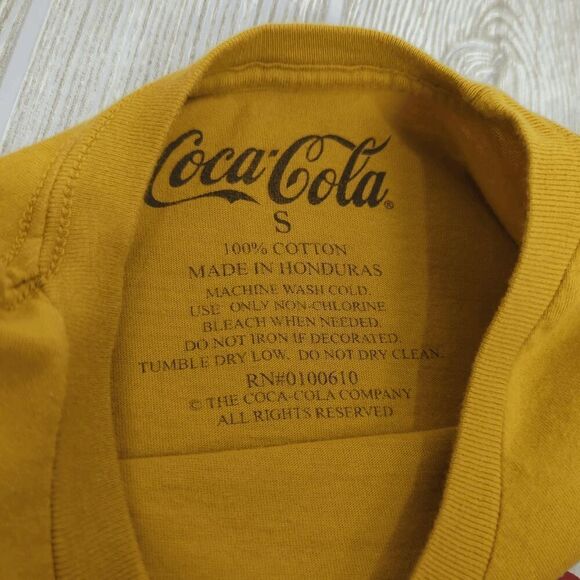 Coca-Cola®
S
100% COTTON
MADE IN HONDURAS
MACHINE WASH COLD.
USE ONLY NON-CHLORINE
BLEACH WHEN NEEDED.
DO NOT IRON IF DECORATED.
TUMBLE DRY LOW. DO NOT DRY CLEAN.
RN#0100610
© THE COCA-COLA COMPANY
ALL RIGHTS RESERVED